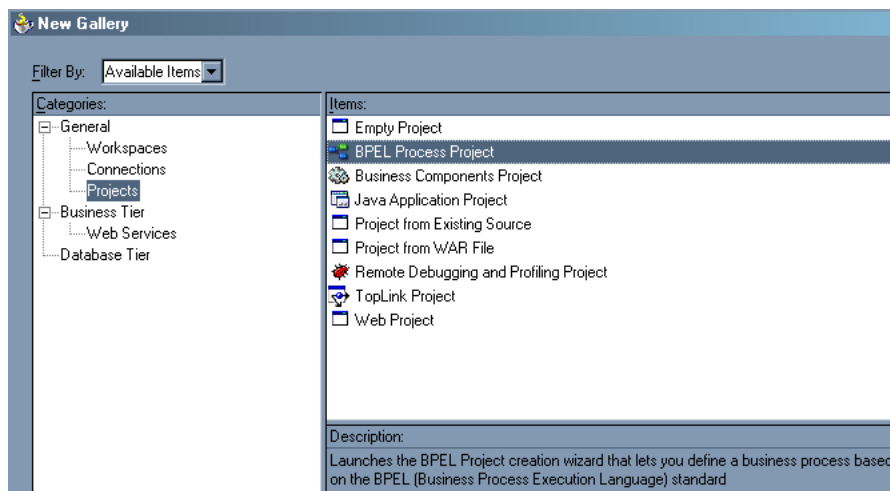 New Gallery
Filter By: Available Items
Categories:
General
Workspaces
Connections
Projects
Business Tier
Web Services
Database Tier
Items:
Empty Project
BPEL Process Project
Business Components Project
Java Application Project
Project from Existing Source
Project from WAR File
Remote Debugging and Profiling Project
TopLink Project
Web Project
Description:
Launches the BPEL Project creation wizard that lets you define a business process based
on the BPEL (Business Process Execution Language) standard